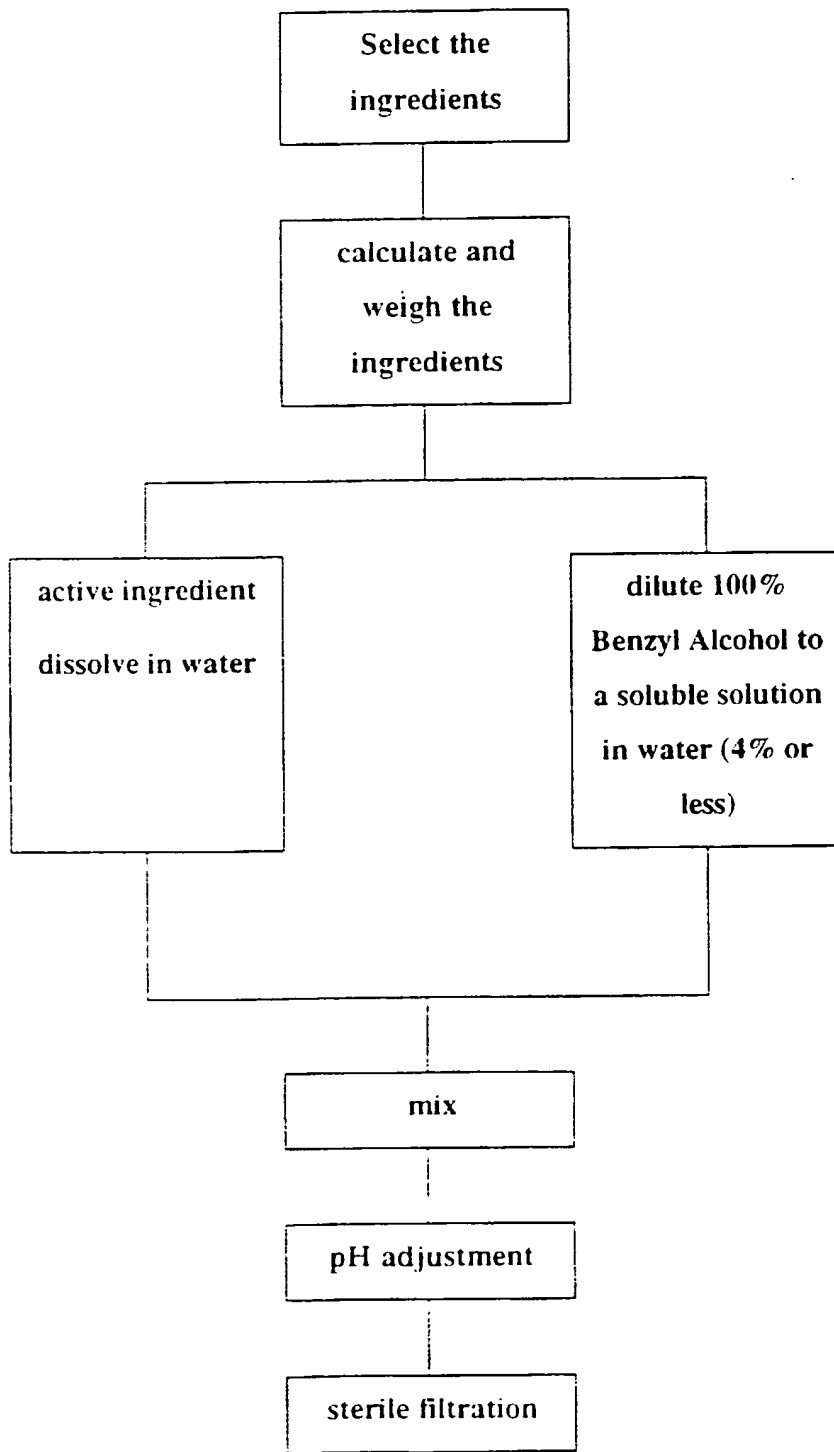 Select the
ingredients
calculate and
weigh the
ingredients
active ingredient
dissolve in water
dilute 100%
Benzyl Alcohol to
a soluble solution
in water (4% or
less)
mix
pH adjustment
sterile filtration